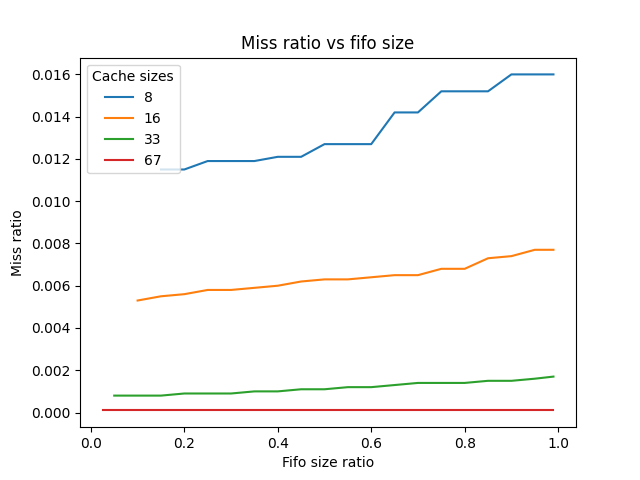 Miss ratio vs fifo size
Cache sizes
8
16
33
67
Miss ratio
0.016
0.014
0.012
0.010
0.008
0.006
0.004
0.002
0.000
0.0 0.2 0.4 0.6 0.8 1.0
Fifo size ratio